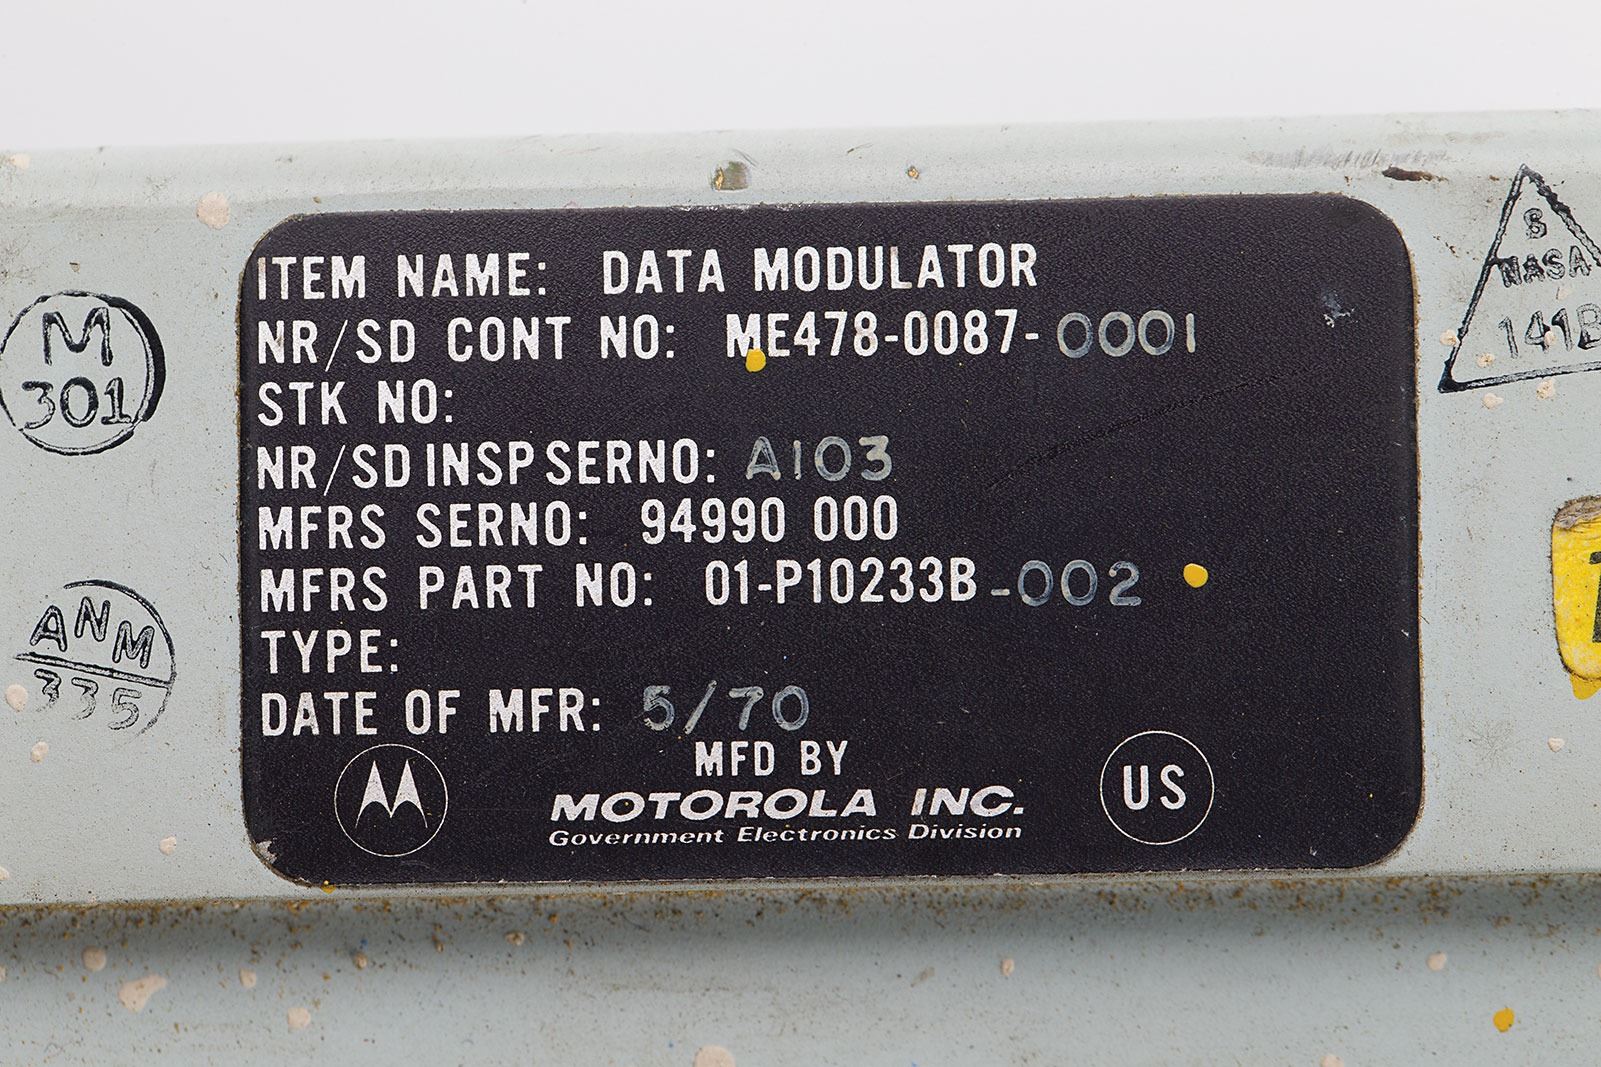 ITEM NAME: DATA MODULATOR
NR/SD CONT NO: ME478-0087-0001
STK NO:
NR/SD INSP SERNO: A103
MFRS SERNO: 94990 000
MFRS PART NO: 01-P10233B-002
TYPE:
DATE OF MFR: 5/70
MFD BY
MOTOROLA INC.
Government Electronics Division
US
M
301
ANM
335
B
NASA
141B